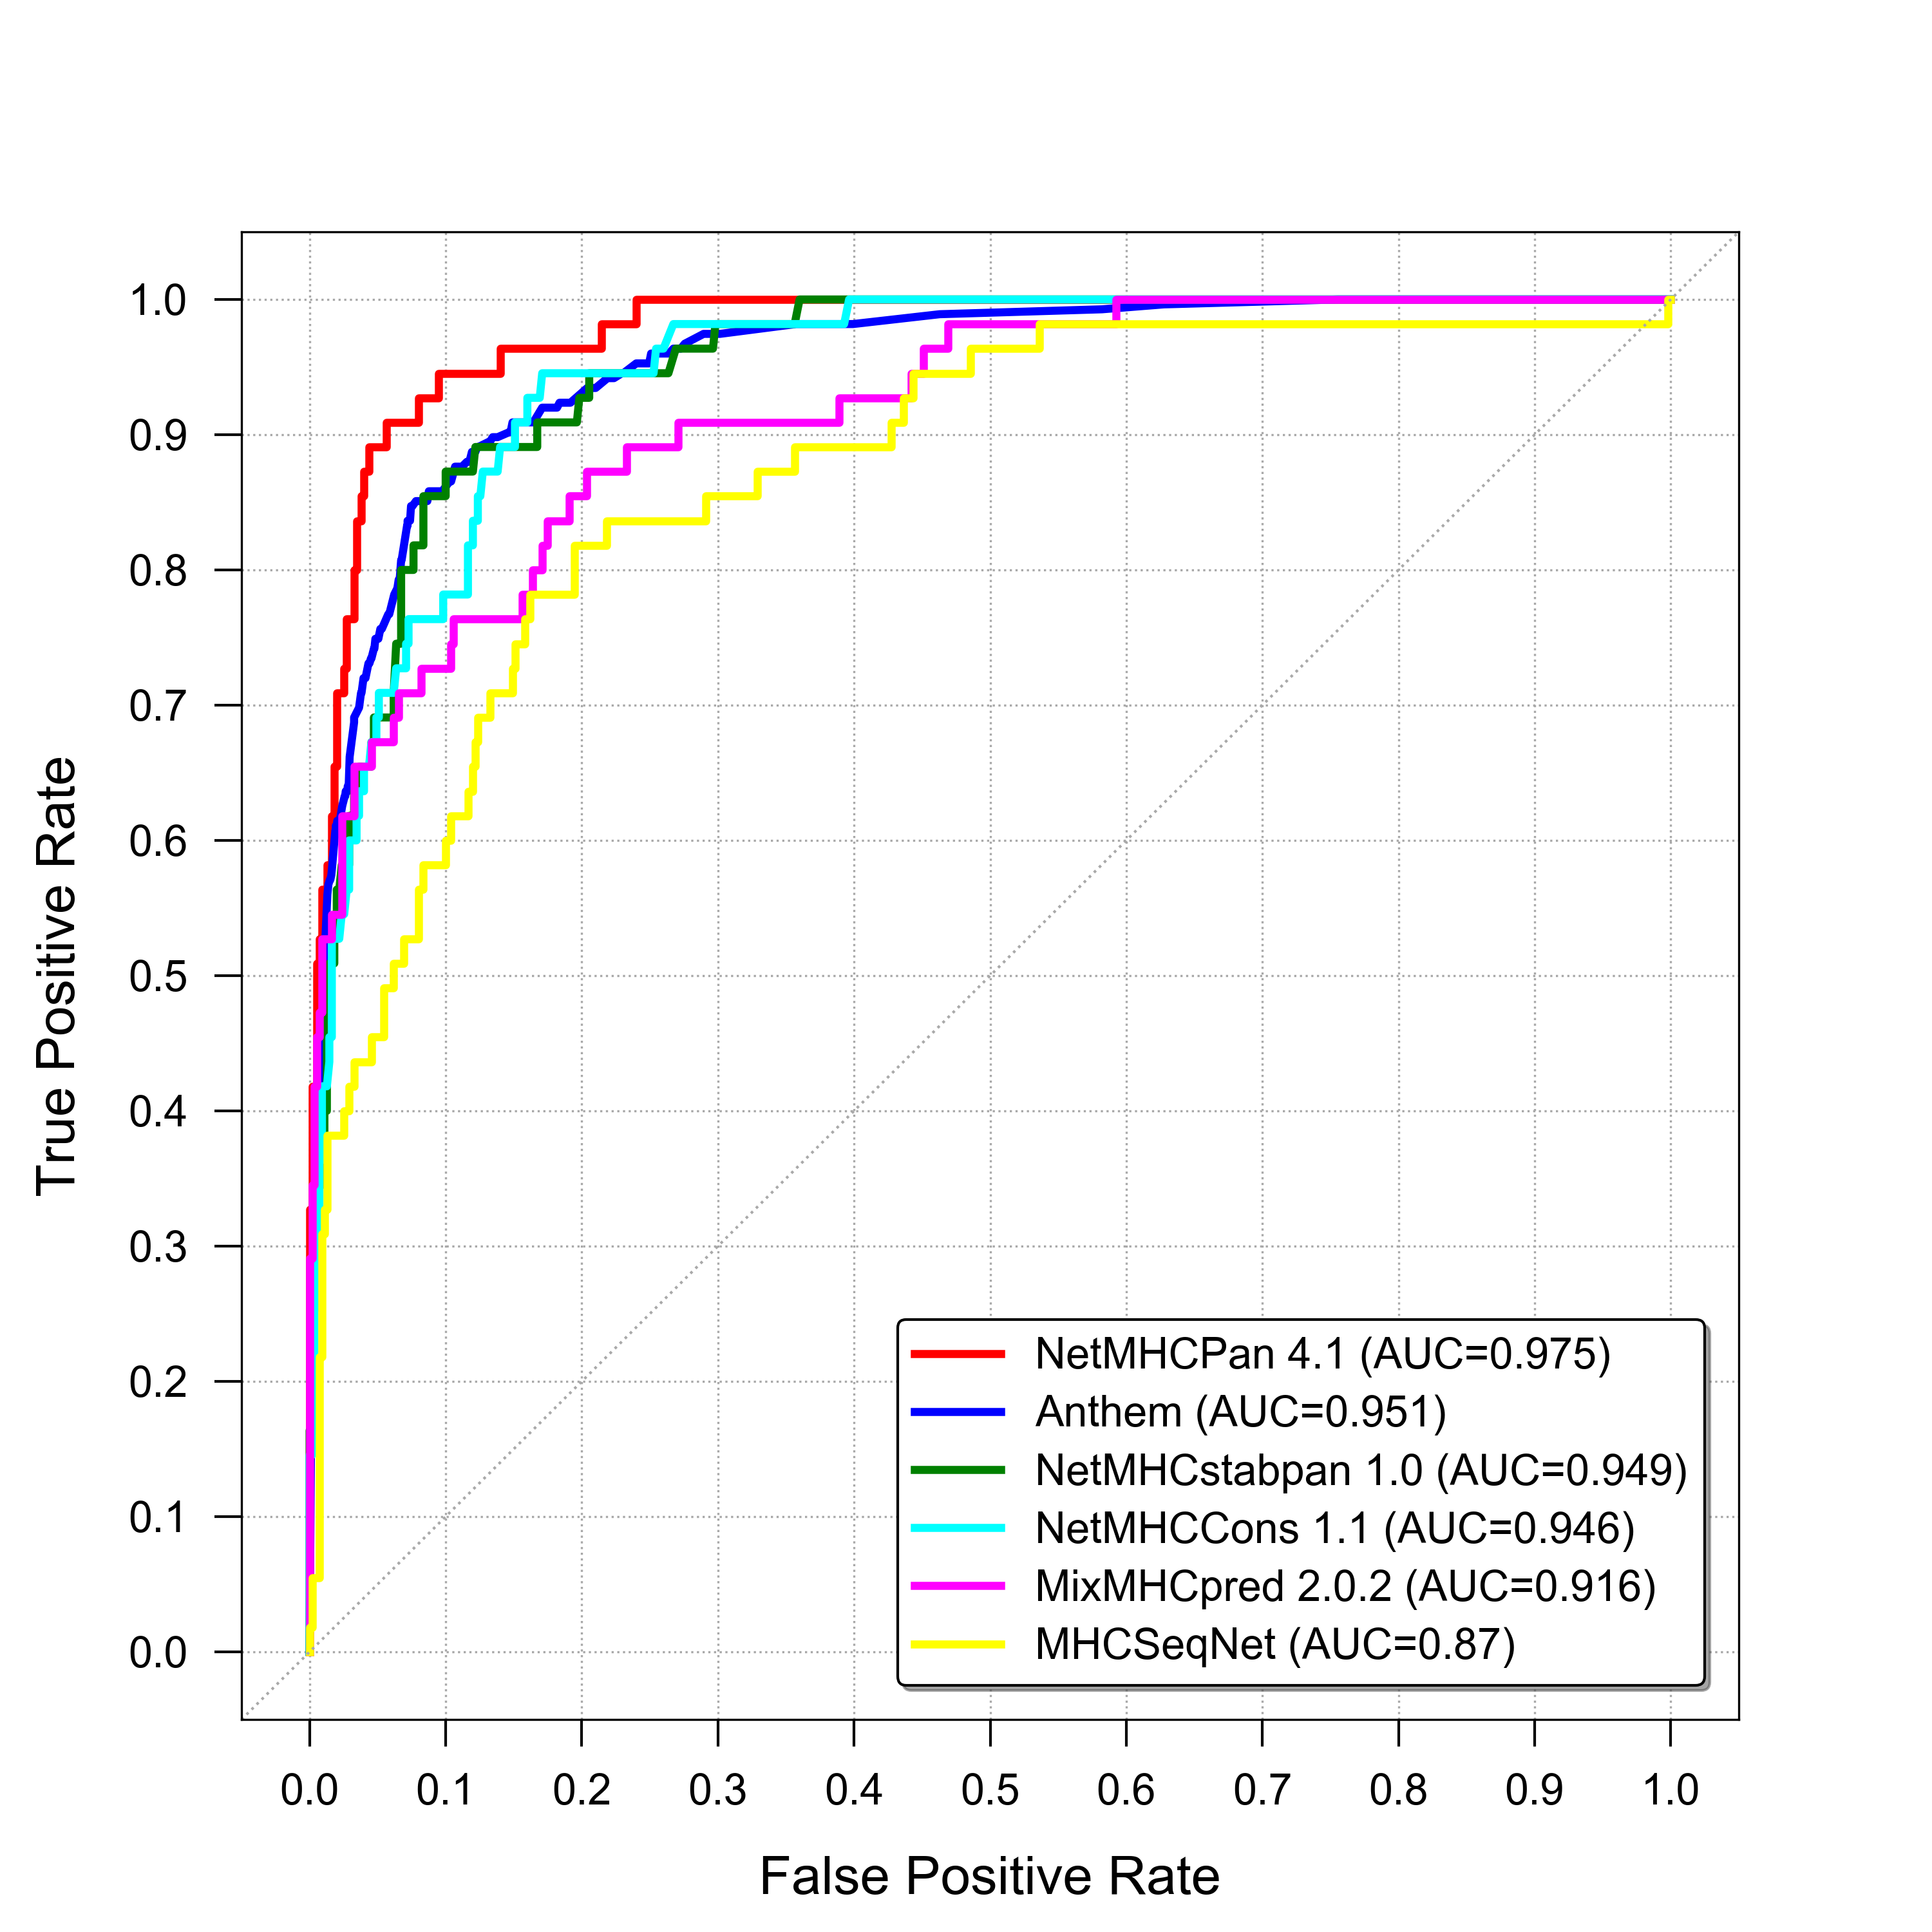 1.0
0.9
0.8
0.7
0.6
0.5
0.4
0.3
0.2
0.1
0.0
True Positive Rate
NetMHCPan 4.1 (AUC=0.975)
Anthem (AUC=0.951)
NetMHCstabpan 1.0 (AUC=0.949)
NetMHCCons 1.1 (AUC=0.946)
MixMHCpred 2.0.2 (AUC=0.916)
MHCSeqNet (AUC=0.87)
0.0 0.1 0.2 0.3 0.4 0.5 0.6 0.7 0.8 0.9 1.0
False Positive Rate